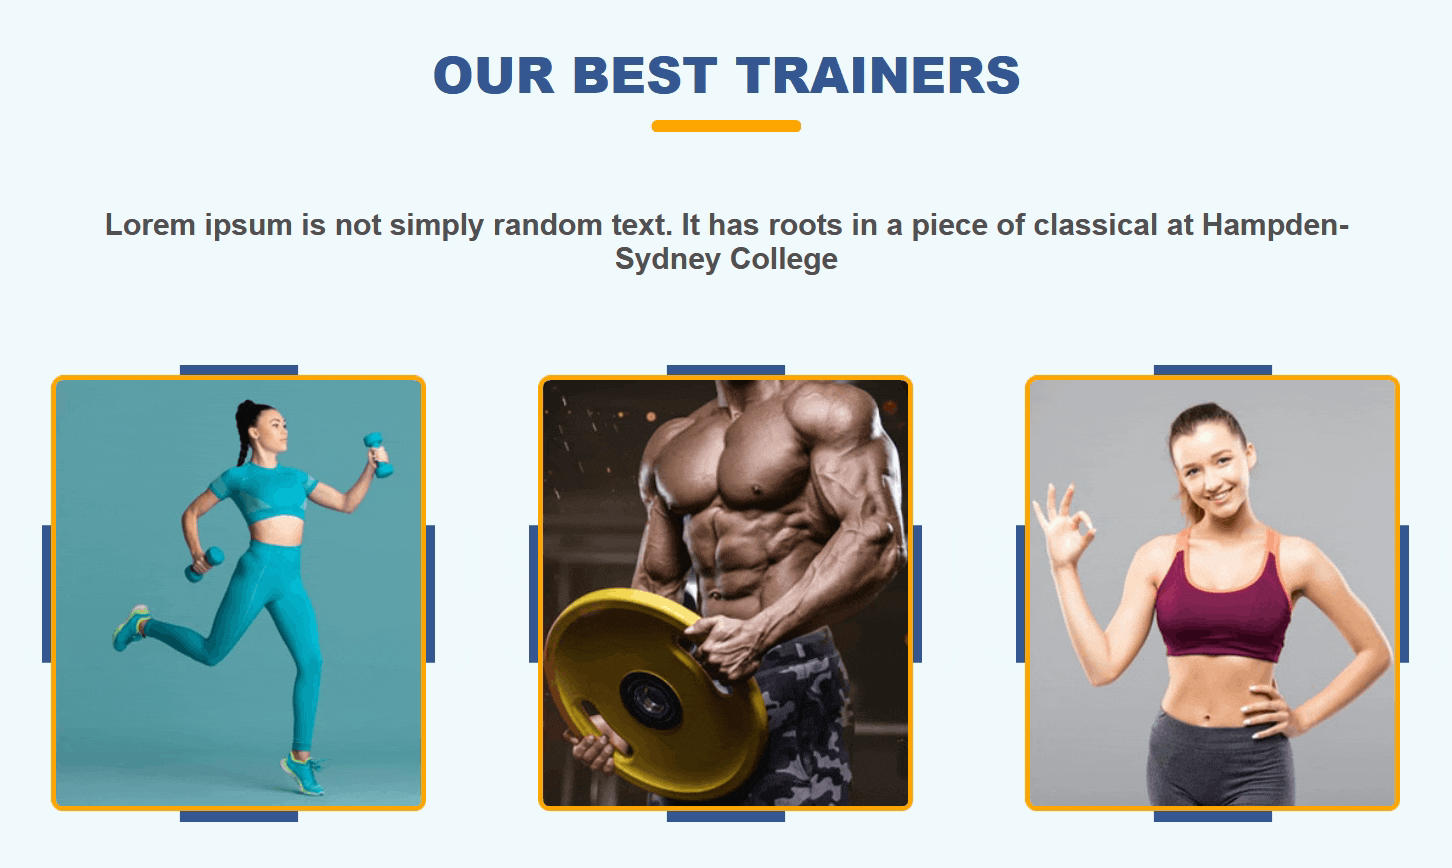 OUR BEST TRAINERS
Lorem ipsum is not simply random text. It has roots in a piece of classical at Hampden-
Sydney College